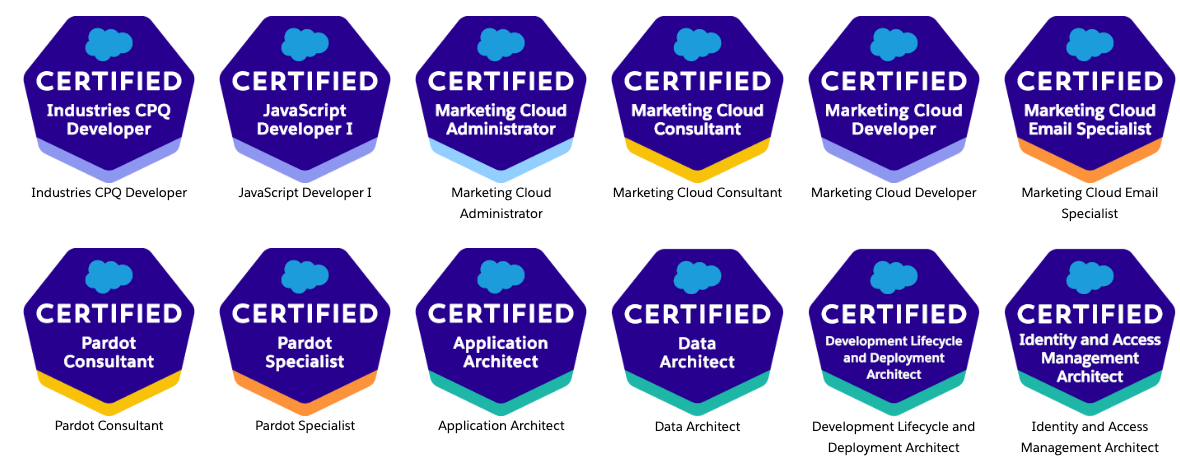 CERTIFIED
Industries CPQ
Developer
Industries CPQ Developer
CERTIFIED
JavaScript
Developer I
JavaScript Developer I
CERTIFIED
Marketing Cloud
Administrator
Marketing Cloud
Administrator
CERTIFIED
Marketing Cloud
Consultant
Marketing Cloud Consultant
CERTIFIED
Marketing Cloud
Developer
Marketing Cloud Developer
CERTIFIED
Marketing Cloud
Email Specialist
Marketing Cloud Email
Specialist
CERTIFIED
Pardot
Consultant
Pardot Consultant
CERTIFIED
Pardot
Specialist
Pardot Specialist
CERTIFIED
Application
Architect
Application Architect
CERTIFIED
Data
Architect
Data Architect
CERTIFIED
Development Lifecycle
and Deployment
Architect
Development Lifecycle and
Deployment Architect
CERTIFIED
Identity and Access
Management
Architect
Identity and Access
Management Architect